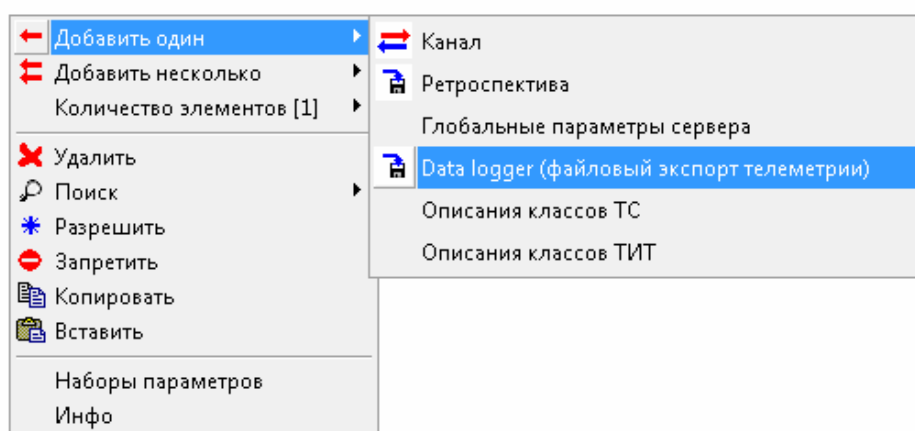 Добавить один
Добавить несколько
Количество элементов [1]
Удалить
Поиск
Разрешить
Запретить
Копировать
Вставить
Наборы параметров
Инфо
Канал
Ретроспектива
Глобальные параметры сервера
Data logger (файловый экспорт телеметрии)
Описания классов ТС
Описания классов ТИТ